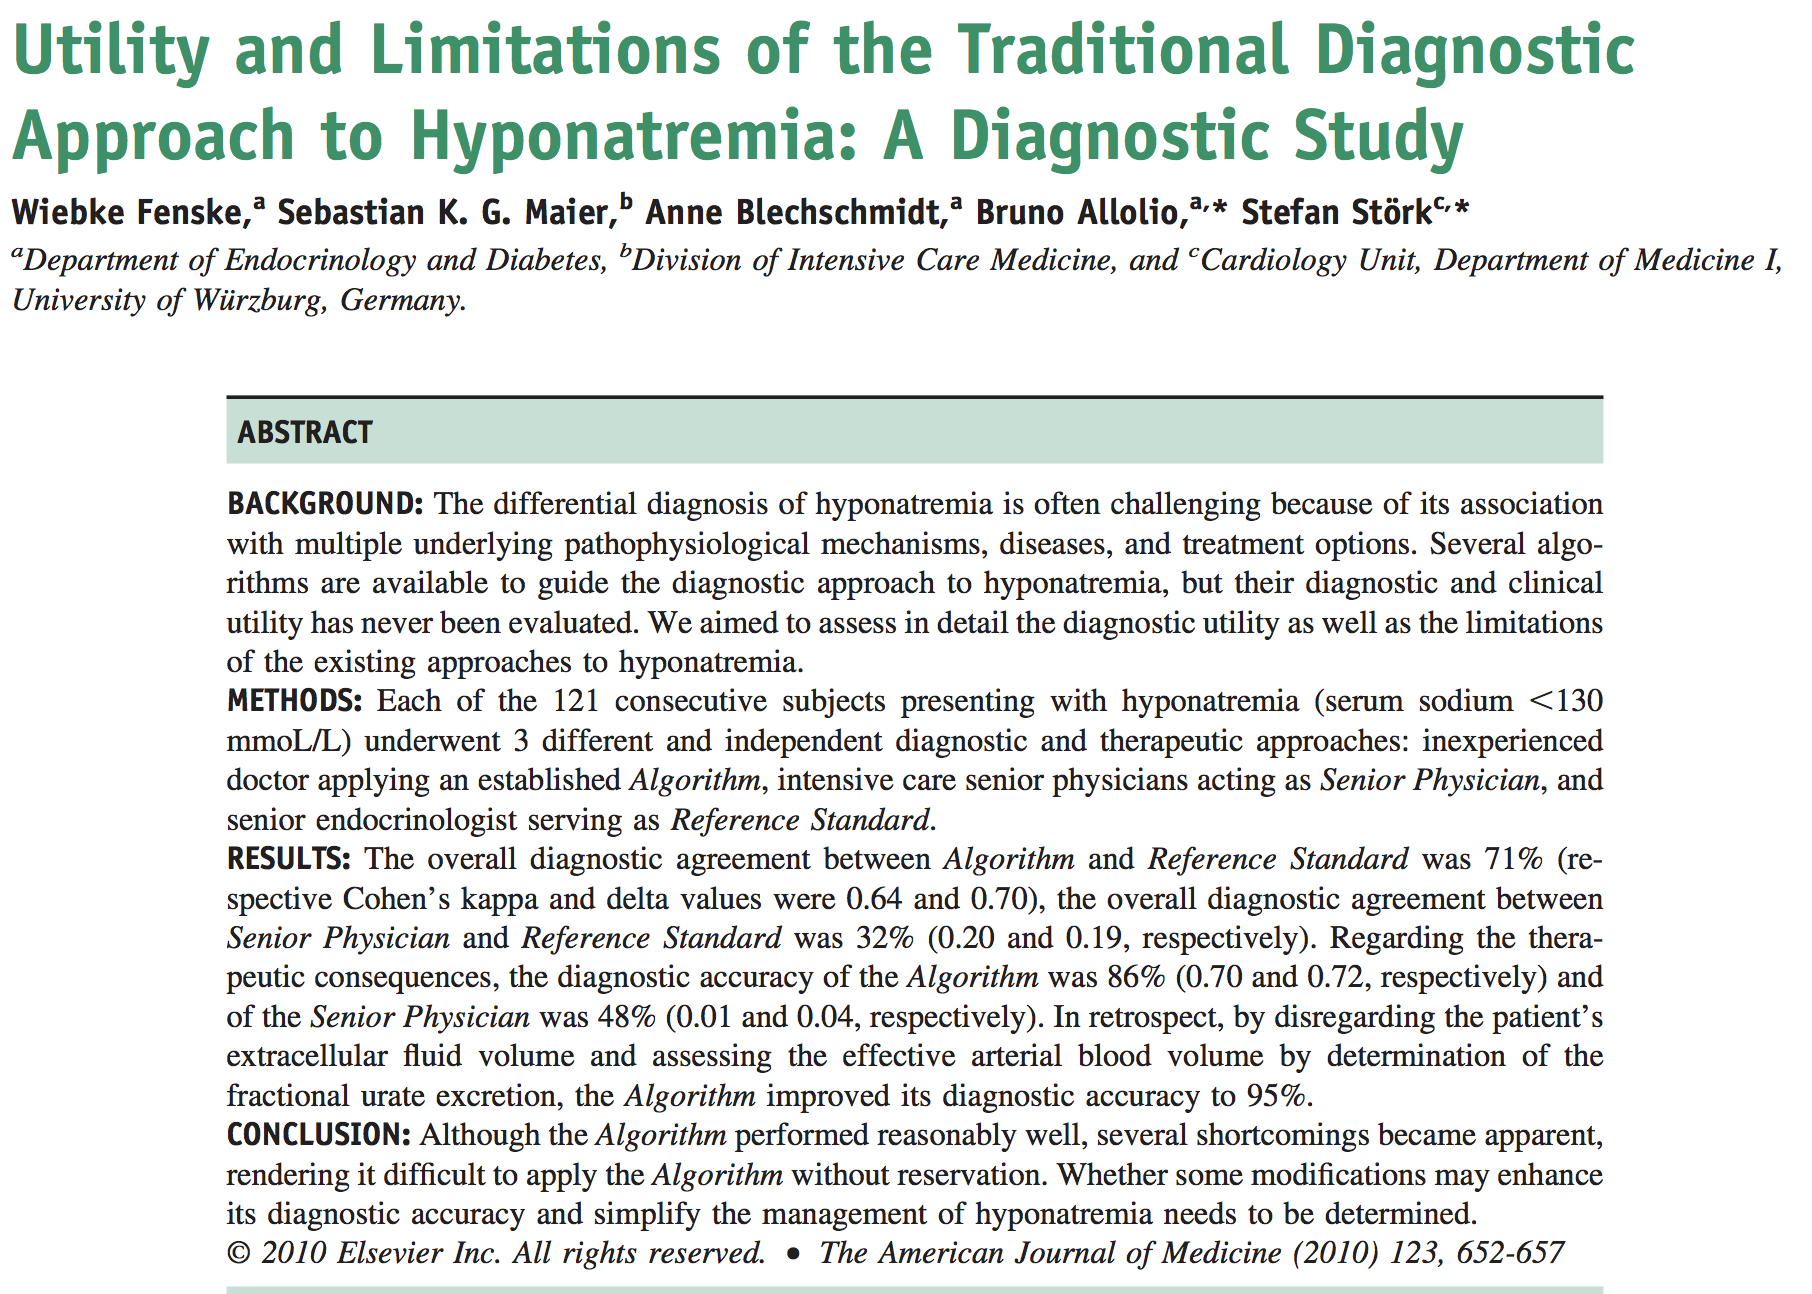 Utility and Limitations of the Traditional Diagnostic
Approach to Hyponatremia: A Diagnostic Study
Wiebke Fenske,a Sebastian K. G. Maier,b Anne Blechschmidt,a Bruno Allolio,a,* Stefan Störkc,*
aDepartment of Endocrinology and Diabetes, bDivision of Intensive Care Medicine, and cCardiology Unit, Department of Medicine I,
University of Würzburg, Germany.
ABSTRACT
BACKGROUND: The differential diagnosis of hyponatremia is often challenging because of its association
with multiple underlying pathophysiological mechanisms, diseases, and treatment options. Several algo-
rithms are available to guide the diagnostic approach to hyponatremia, but their diagnostic and clinical
utility has never been evaluated. We aimed to assess in detail the diagnostic utility as well as the limitations
of the existing approaches to hyponatremia.
METHODS: Each of the 121 consecutive subjects presenting with hyponatremia (serum sodium <130
mmoL/L) underwent 3 different and independent diagnostic and therapeutic approaches: inexperienced
doctor applying an established Algorithm, intensive care senior physicians acting as Senior Physician, and
senior endocrinologist serving as Reference Standard.
RESULTS: The overall diagnostic agreement between Algorithm and Reference Standard was 71% (re-
spective Cohen's kappa and delta values were 0.64 and 0.70), the overall diagnostic agreement between
Senior Physician and Reference Standard was 32% (0.20 and 0.19, respectively). Regarding the thera-
peutic consequences, the diagnostic accuracy of the Algorithm was 86% (0.70 and 0.72, respectively) and
of the Senior Physician was 48% (0.01 and 0.04, respectively). In retrospect, by disregarding the patient's
extracellular fluid volume and assessing the effective arterial blood volume by determination of the
fractional urate excretion, the Algorithm improved its diagnostic accuracy to 95%.
CONCLUSION: Although the Algorithm performed reasonably well, several shortcomings became apparent,
rendering it difficult to apply the Algorithm without reservation. Whether some modifications may enhance
its diagnostic accuracy and simplify the management of hyponatremia needs to be determined.
© 2010 Elsevier Inc. All rights reserved. • The American Journal of Medicine (2010) 123, 652-657